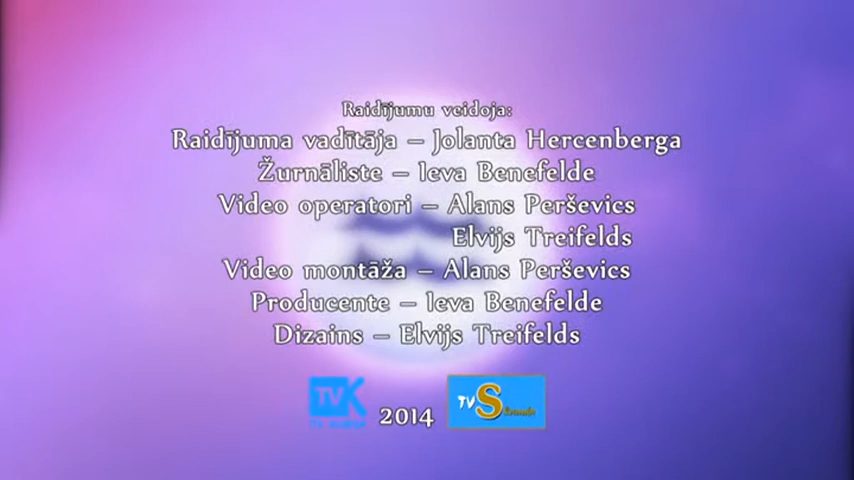 Raidījumu veidoja:
Raidījuma vadītāja – Jolanta Hercenberga
Žurnāliste – Ieva Benefelde
Video operatori – Alans Perševics
Elvijs Treifelds
Video montāža – Alans Perševics
Producente – Ieva Benefelde
Dizains – Elvijs Treifelds
TVK 2014 TVS